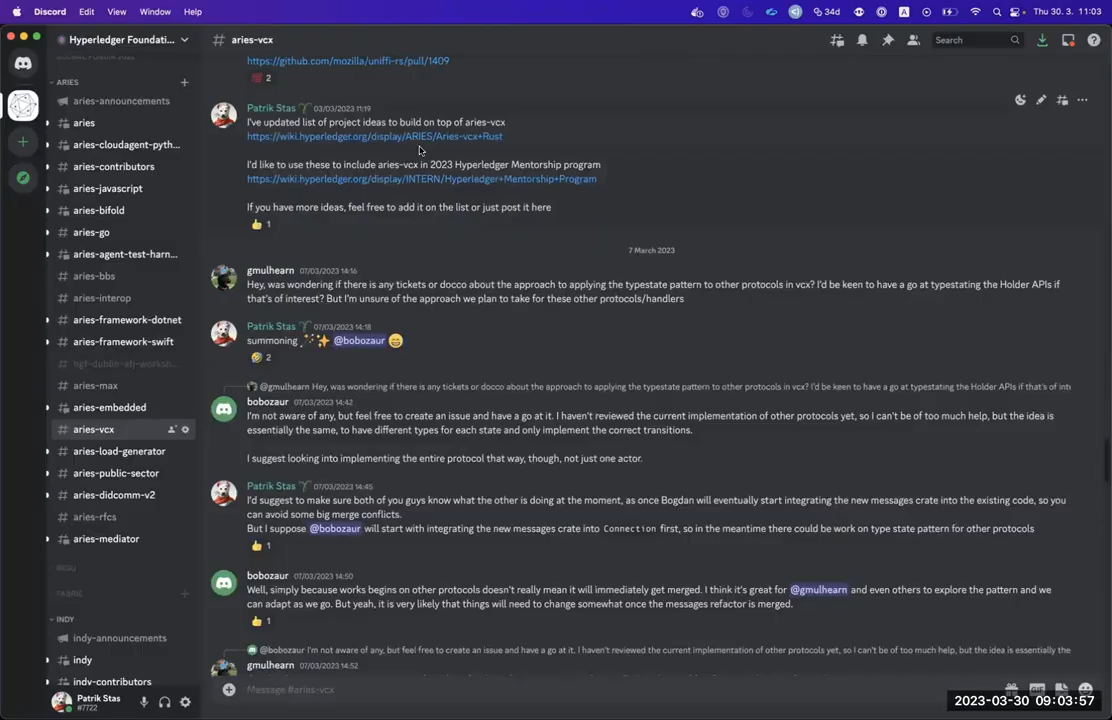 Discord Edit View Window Help 34d A Thu 30. 3. 11:03
Hyperledger Foundati... # aries-vcx Search
https://github.com/mozilla/uniffi-rs/pull/1409
2
ARIES
aries-announcements
aries
aries-cloudagent-pyth...
aries-contributors
aries-javascript
aries-bifold
aries-go
aries-agent-test-harn...
aries-bbs
aries-interop
aries-framework-dotnet
aries-framework-swift
hgf-dublin-afj-worksh...
aries-max
aries-embedded
aries-vcx
aries-load-generator
aries-public-sector
aries-didcomm-v2
aries-rfcs
aries-mediator
BESU
FABRIC
INDY
indy-announcements
indy
indy-contributors
Patrik Stas
#7722
Patrik Stas 03/03/2023 11:19
I've updated list of project ideas to build on top of aries-vcx
https://wiki.hyperledger.org/display/ARIES/Aries-vcx+Rust
I'd like to use these to include aries-vcx in 2023 Hyperledger Mentorship program
https://wiki.hyperledger.org/display/INTERN/Hyperledger+Mentorship+Program
If you have more ideas, feel free to add it on the list or just post it here
1
7 March 2023
gmulhearn 07/03/2023 14:16
Hey, was wondering if there is any tickets or docco about the approach to applying the typestate pattern to other protocols in vcx? I'd be keen to have a go at typestating the Holder APIs if
that's of interest? But I'm unsure of the approach we plan to take for these other protocols/handlers
Patrik Stas 07/03/2023 14:18
summoning @bobozaur
2
@gmulhearn Hey, was wondering if there is any tickets or docco about the approach to applying the typestate pattern to other protocols in vcx? I'd be keen to have a go at typestating the Holder APIs if that's of inte
bobozaur 07/03/2023 14:42
I'm not aware of any, but feel free to create an issue and have a go at it. I haven't reviewed the current implementation of other protocols yet, so I can't be of too much help, but the idea is
essentially the same, to have different types for each state and only implement the correct transitions.
I suggest looking into implementing the entire protocol that way, though, not just one actor.
Patrik Stas 07/03/2023 14:45
I'd suggest to make sure both of you guys know what the other is doing at the moment, as once Bogdan will eventually start integrating the new messages crate into the existing code, so you
can avoid some big merge conflicts.
But I suppose @bobozaur will start with integrating the new messages crate into Connection first, so in the meantime there could be work on type state pattern for other protocols
1
bobozaur 07/03/2023 14:50
Well, simply because works begins on other protocols doesn't really mean it will immediately get merged. I think it's great for @gmulhearn and even others to explore the pattern and we
can adapt as we go. But yeah, it is very likely that things will need to change somewhat once the messages refactor is merged.
1
@bobozaur I'm not aware of any, but feel free to create an issue and have a go at it. I haven't reviewed the current implementation of other protocols yet, so I can't be of too much help, but the idea is essentially the
gmulhearn 07/03/2023 14:52
Message #aries-vcx
GIF
2023-03-30 09:03:57